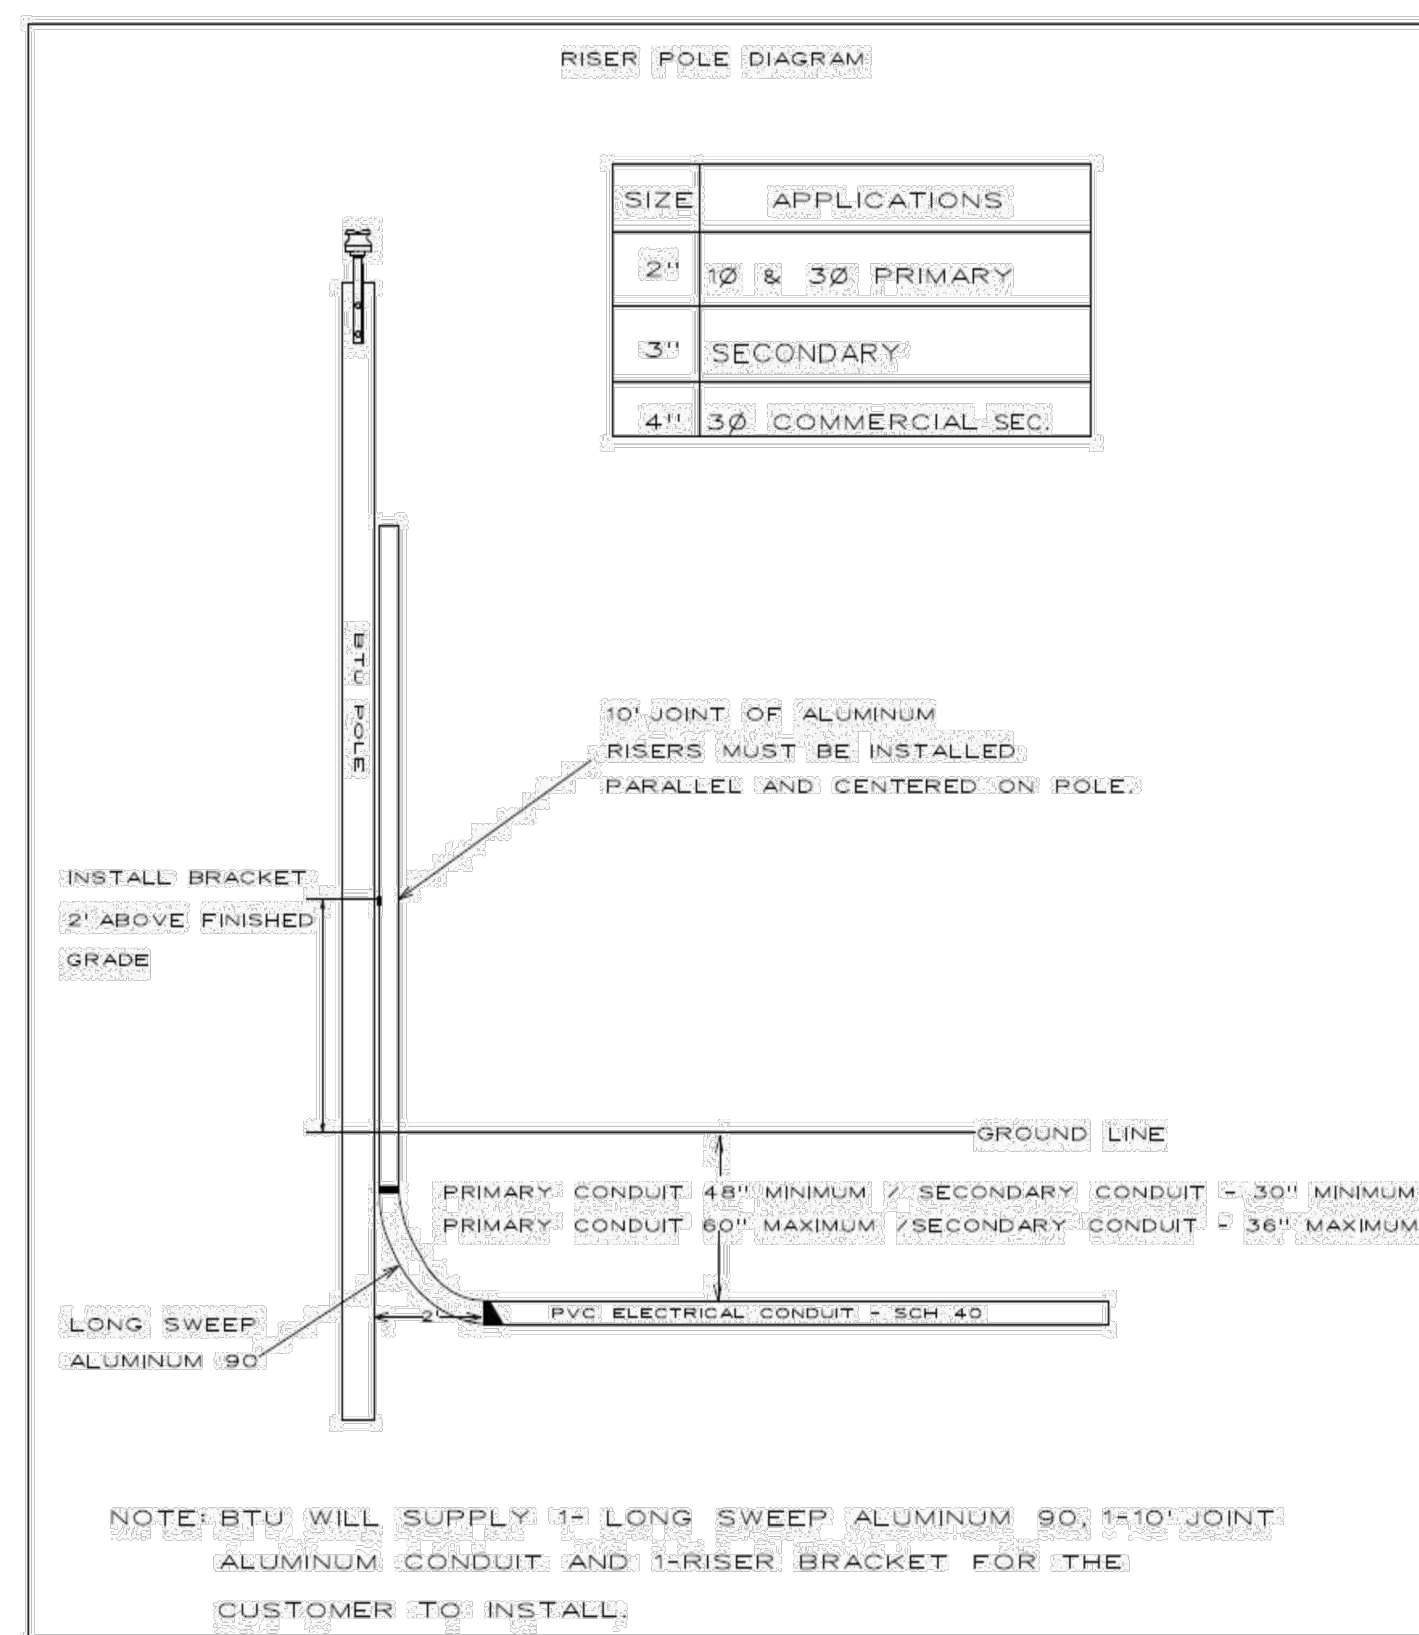 RISER POLE DIAGRAM
SIZE APPLICATIONS
2" 1Ø & 3Ø PRIMARY
3" SECONDARY
4" 3Ø COMMERCIAL SEC.
BTU POLE
10' JOINT OF ALUMINUM
RISERS MUST BE INSTALLED
PARALLEL AND CENTERED ON POLE.
INSTALL BRACKET
2' ABOVE FINISHED
GRADE
GROUND LINE
PRIMARY CONDUIT 48" MINIMUM / SECONDARY CONDUIT - 30" MINIMUM
PRIMARY CONDUIT 60" MAXIMUM /SECONDARY CONDUIT - 36" MAXIMUM
2'
PVC ELECTRICAL CONDUIT - SCH 40
LONG SWEEP
ALUMINUM 90
NOTE: BTU WILL SUPPLY 1- LONG SWEEP ALUMINUM 90, 1-10' JOINT
ALUMINUM CONDUIT AND 1-RISER BRACKET FOR THE
CUSTOMER TO INSTALL.